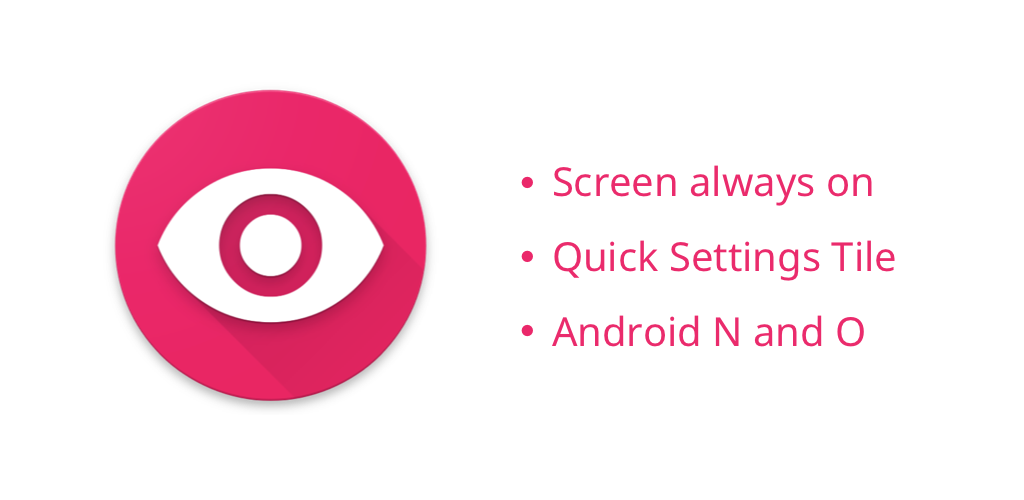 • Screen always on
• Quick Settings Tile
• Android N and O